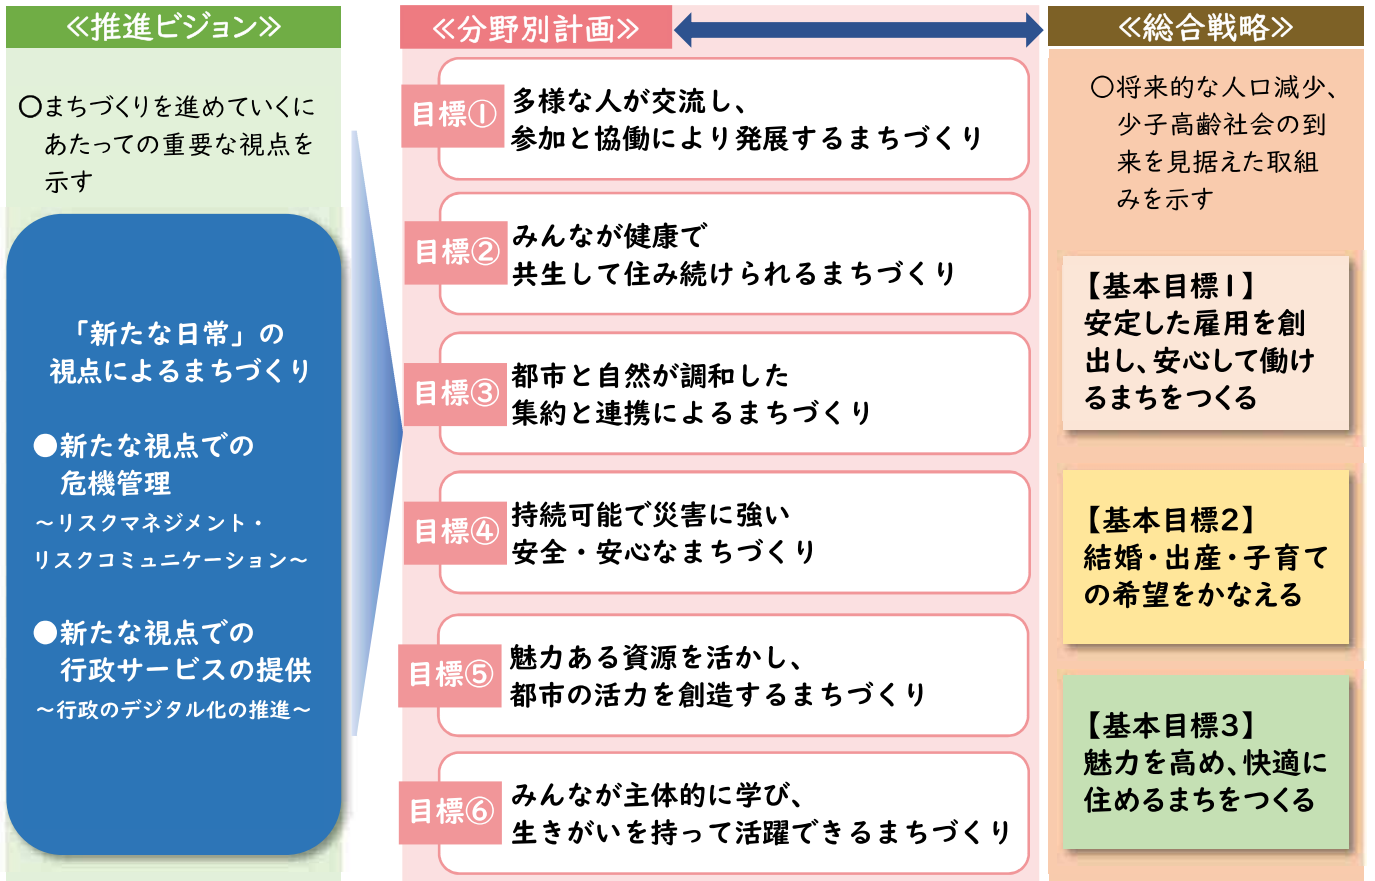 ≪推進ビジョン≫
○まちづくりを進めていくに
あたっての重要な視点を
示す
「新たな日常」の
視点によるまちづくり
●新たな視点での
危機管理
～リスクマネジメント・
リスクコミュニケーション～
●新たな視点での
行政サービスの提供
～行政のデジタル化の推進～
≪分野別計画≫
目標①
多様な人が交流し、
参加と協働により発展するまちづくり
目標②
みんなが健康で
共生して住み続けられるまちづくり
目標③
都市と自然が調和した
集約と連携によるまちづくり
目標④
持続可能で災害に強い
安全・安心なまちづくり
目標⑤
魅力ある資源を活かし、
都市の活力を創造するまちづくり
目標⑥
みんなが主体的に学び、
生きがいを持って活躍できるまちづくり
≪総合戦略≫
○将来的な人口減少、
少子高齢社会の到
来を見据えた取組
みを示す
【基本目標1】
安定した雇用を創
出し、安心して働け
るまちをつくる
【基本目標2】
結婚・出産・子育て
の希望をかなえる
【基本目標3】
魅力を高め、快適に
住めるまちをつくる